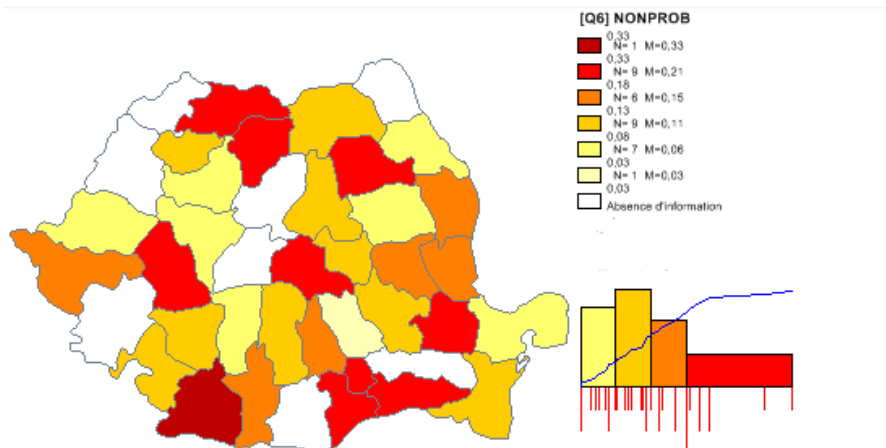 [Q6] NONPROB
0,33
N= 1 M=0,33
0,33
N= 9 M=0,21
0,18
N= 6 M=0,15
0,13
N= 9 M=0,11
0,08
N= 7 M=0,06
0,03
N= 1 M=0,03
0,03
Absence d'information